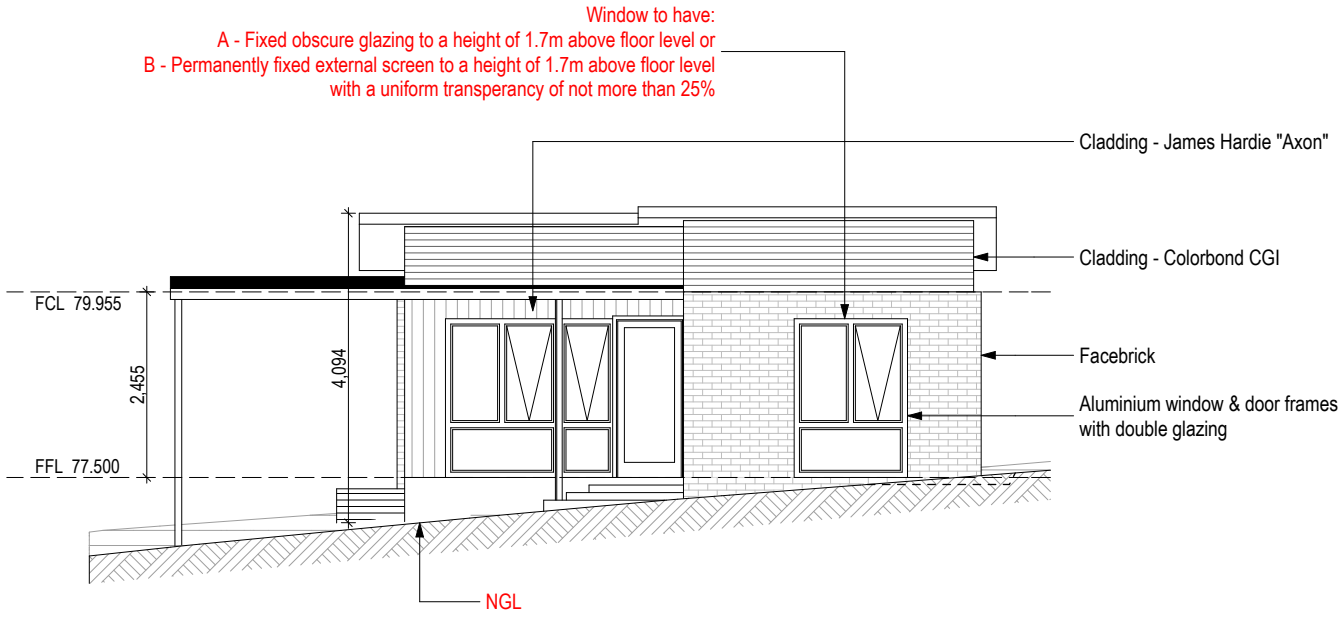 Window to have:
A - Fixed obscure glazing to a height of 1.7m above floor level or
B - Permanently fixed external screen to a height of 1.7m above floor level
with a uniform transperancy of not more than 25%
Cladding - James Hardie "Axon"
Cladding - Colorbond CGI
FCL 79.955
2,455
4,094
Facebrick
Aluminium window & door frames
with double glazing
FFL 77.500
NGL